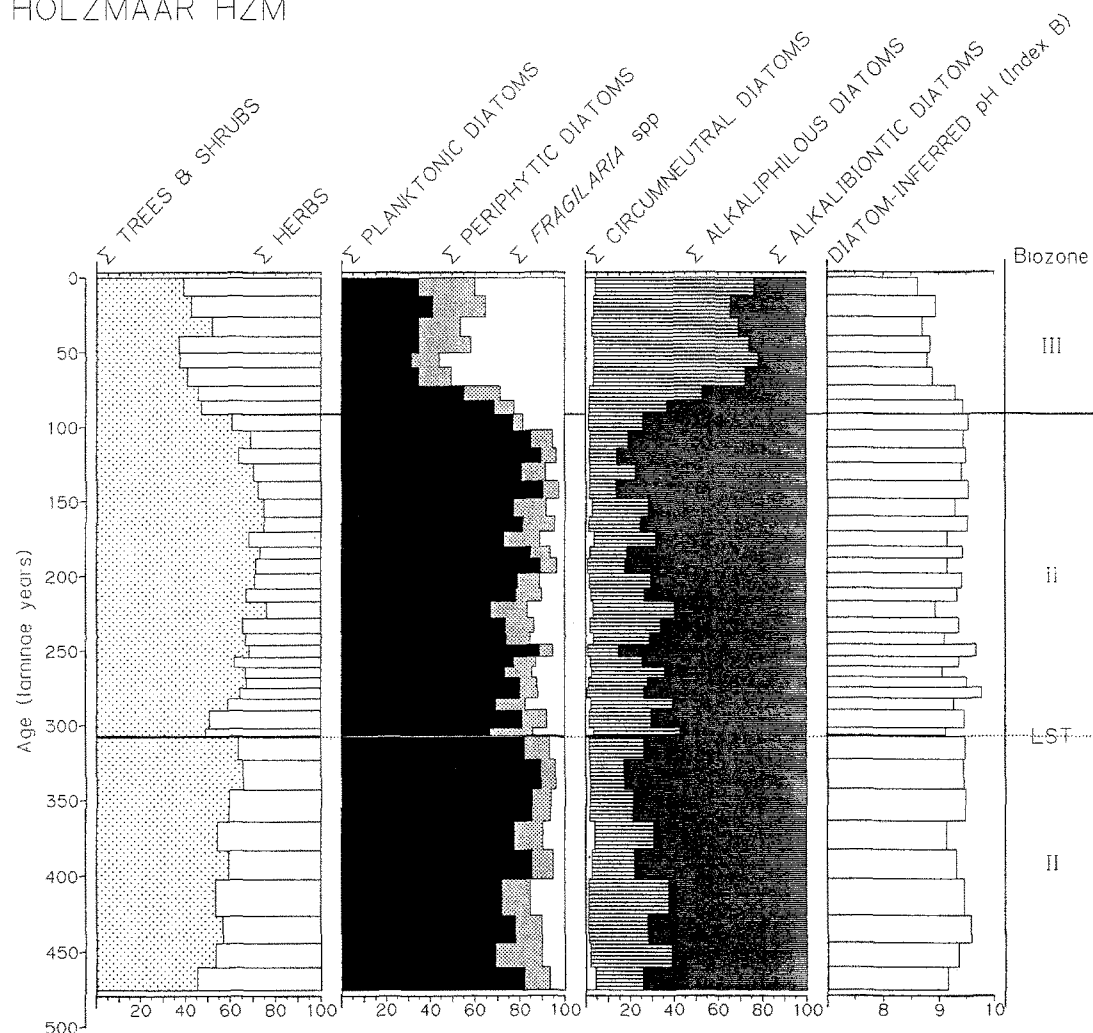 HOLZMAAR HZM
Σ TREES & SHRUBS
Σ HERBS
Σ PLANKTONIC DIATOMS
Σ PERIPHYTIC DIATOMS
Σ FRAGILARIA spp
Σ CIRCUMNEUTRAL DIATOMS
Σ ALKALIPHILOUS DIATOMS
Σ ALKALIBIONTIC DIATOMS
DIATOM-INFERRED pH (Index B)
Biozone
0
50
100
150
200
250
300
350
400
450
500
Age (laminae years)
III
II
LST
II
20 40 60 80 100
0 20 40 60 80 100
20 40 60 80 100
8 9 10